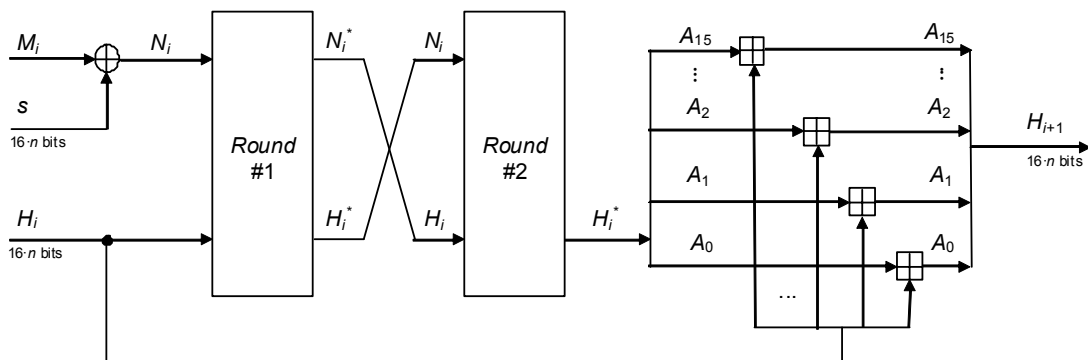 Mᵢ
Nᵢ
s
16·n bits
Hᵢ
16·n bits
Round
#1
Nᵢ*
Hᵢ*
Nᵢ
Hᵢ
Round
#2
Hᵢ*
A₁₅
A₁₅
...
...
A₂
A₂
A₁
A₁
A₀
A₀
...
Hᵢ₊₁
16·n bits